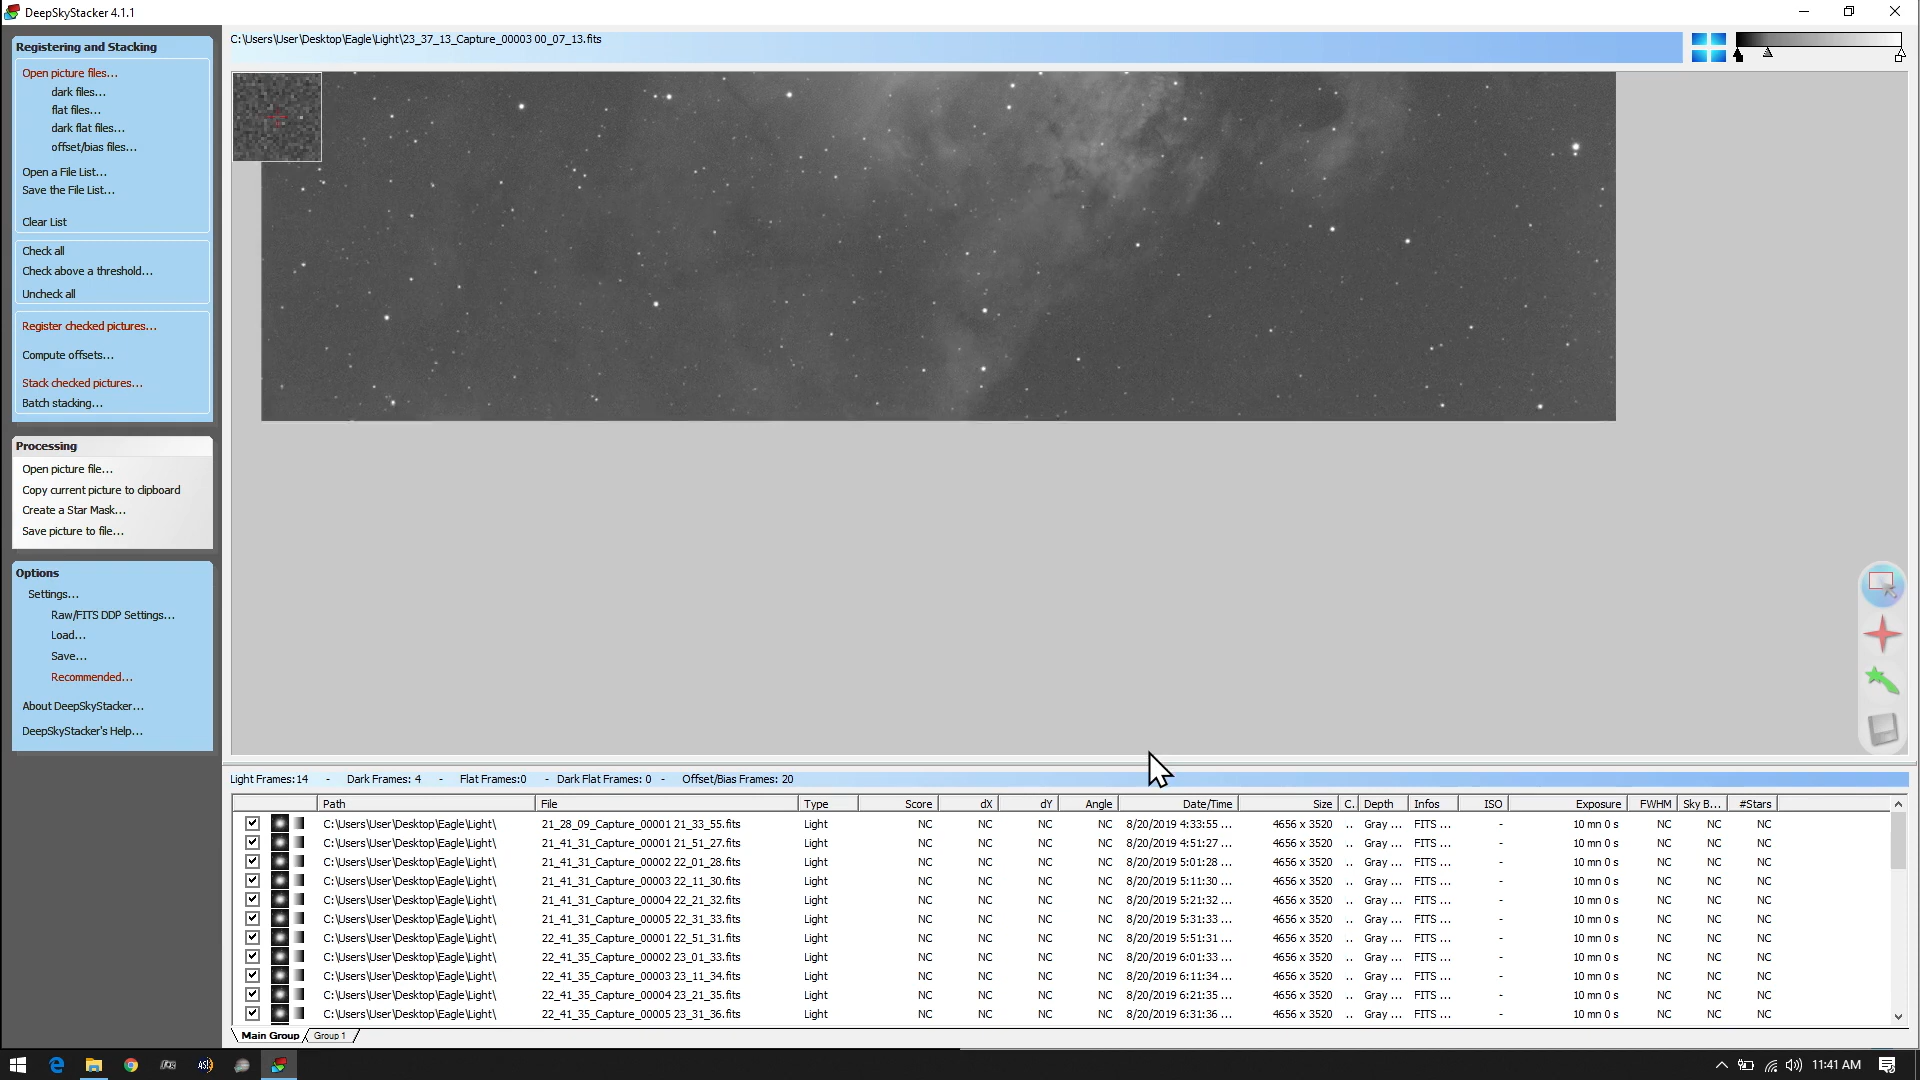 DeepSkyStacker 4.1.1
Registering and Stacking
Open picture files...
dark files...
flat files...
dark flat files...
offset/bias files...
Open a File List...
Save the File List...
Clear List
Check all
Check above a threshold...
Uncheck all
Register checked pictures...
Compute offsets...
Stack checked pictures...
Batch stacking...
Processing
Open picture file...
Copy current picture to clipboard
Create a Star Mask...
Save picture to file...
Options
Settings...
Raw/FITS DDP Settings...
Load...
Save...
Recommended...
About DeepSkyStacker...
DeepSkyStacker's Help...
C:\Users\User\Desktop\Eagle\Light\23_37_13_Capture_00003 00_07_13.fits
Light Frames:14 - Dark Frames: 4 - Flat Frames:0 - Dark Flat Frames: 0 - Offset/Bias Frames: 20
Path File Type Score dX dY Angle Date/Time Size C. Depth Infos ISO Exposure FWHM Sky B... #Stars
C:\Users\User\Desktop\Eagle\Light\ 21_28_09_Capture_00001 21_33_55.fits Light NC NC NC NC 8/20/2019 4:33:55 ... 4656 x 3520 .. Gray ... FITS ... - 10 mn 0 s NC NC NC
C:\Users\User\Desktop\Eagle\Light\ 21_41_31_Capture_00001 21_51_27.fits Light NC NC NC NC 8/20/2019 4:51:27 ... 4656 x 3520 .. Gray ... FITS ... - 10 mn 0 s NC NC NC
C:\Users\User\Desktop\Eagle\Light\ 21_41_31_Capture_00002 22_01_28.fits Light NC NC NC NC 8/20/2019 5:01:28 ... 4656 x 3520 .. Gray ... FITS ... - 10 mn 0 s NC NC NC
C:\Users\User\Desktop\Eagle\Light\ 21_41_31_Capture_00003 22_11_30.fits Light NC NC NC NC 8/20/2019 5:11:30 ... 4656 x 3520 .. Gray ... FITS ... - 10 mn 0 s NC NC NC
C:\Users\User\Desktop\Eagle\Light\ 21_41_31_Capture_00004 22_21_32.fits Light NC NC NC NC 8/20/2019 5:21:32 ... 4656 x 3520 .. Gray ... FITS ... - 10 mn 0 s NC NC NC
C:\Users\User\Desktop\Eagle\Light\ 21_41_31_Capture_00005 22_31_33.fits Light NC NC NC NC 8/20/2019 5:31:33 ... 4656 x 3520 .. Gray ... FITS ... - 10 mn 0 s NC NC NC
C:\Users\User\Desktop\Eagle\Light\ 22_41_35_Capture_00001 22_51_31.fits Light NC NC NC NC 8/20/2019 5:51:31 ... 4656 x 3520 .. Gray ... FITS ... - 10 mn 0 s NC NC NC
C:\Users\User\Desktop\Eagle\Light\ 22_41_35_Capture_00002 23_01_33.fits Light NC NC NC NC 8/20/2019 6:01:33 ... 4656 x 3520 .. Gray ... FITS ... - 10 mn 0 s NC NC NC
C:\Users\User\Desktop\Eagle\Light\ 22_41_35_Capture_00003 23_11_34.fits Light NC NC NC NC 8/20/2019 6:11:34 ... 4656 x 3520 .. Gray ... FITS ... - 10 mn 0 s NC NC NC
C:\Users\User\Desktop\Eagle\Light\ 22_41_35_Capture_00004 23_21_35.fits Light NC NC NC NC 8/20/2019 6:21:35 ... 4656 x 3520 .. Gray ... FITS ... - 10 mn 0 s NC NC NC
C:\Users\User\Desktop\Eagle\Light\ 22_41_35_Capture_00005 23_31_36.fits Light NC NC NC NC 8/20/2019 6:31:36 ... 4656 x 3520 .. Gray ... FITS ... - 10 mn 0 s NC NC NC
Main Group Group 1
11:41 AM